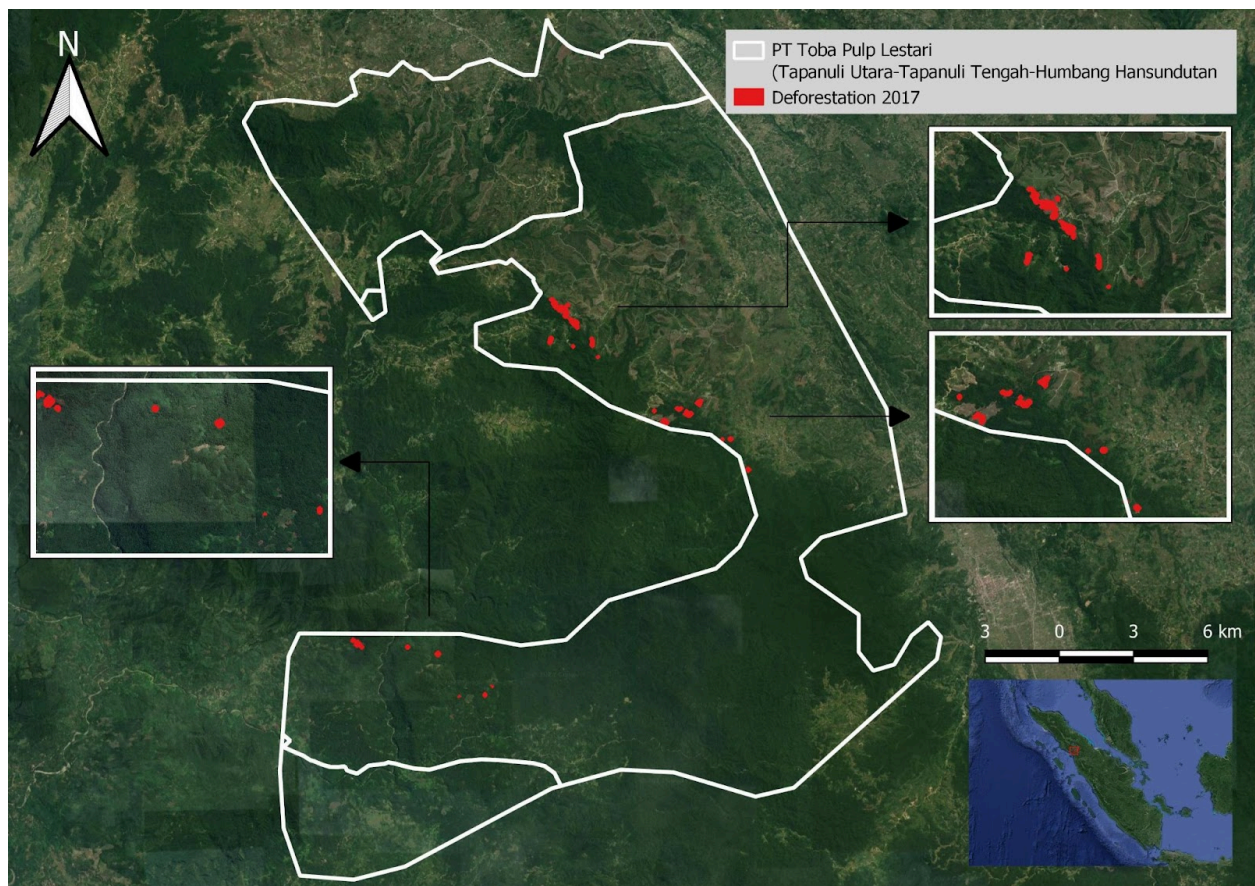 N
PT Toba Pulp Lestari
(Tapanuli Utara-Tapanuli Tengah-Humbang Hansundutan
Deforestation 2017
3 0 3 6 km